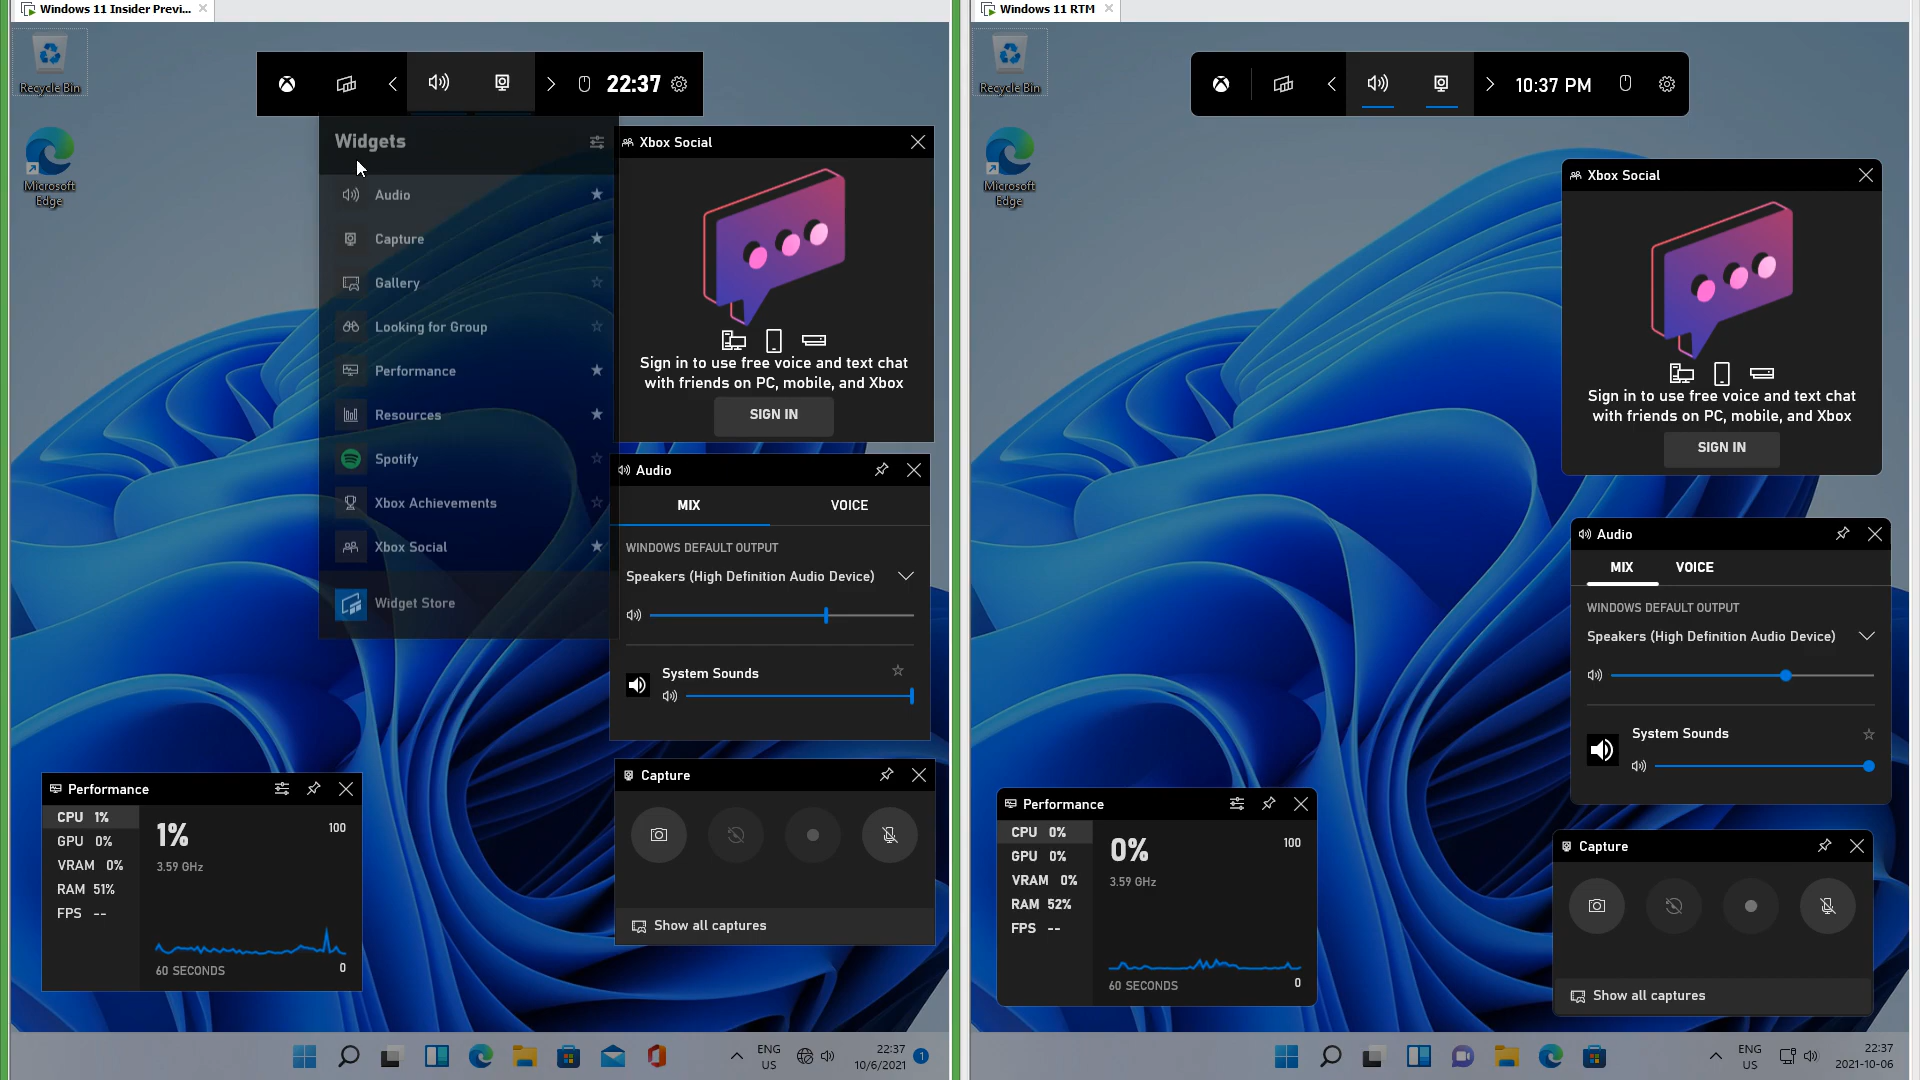 Windows 11 Insider Previ...
Recycle Bin
Microsoft
Edge
22:37
Widgets
Audio
Capture
Gallery
Looking for Group
Performance
Resources
Spotify
Xbox Achievements
Xbox Social
Widget Store
Xbox Social
Sign in to use free voice and text chat
with friends on PC, mobile, and Xbox
SIGN IN
Audio
MIX VOICE
WINDOWS DEFAULT OUTPUT
Speakers (High Definition Audio Device)
System Sounds
Performance
CPU 1%
GPU 0%
VRAM 0%
RAM 51%
FPS --
1%
100
3.59 GHz
60 SECONDS
0
Capture
Show all captures
ENG
US
22:37
10/6/2021
1
Windows 11 RTM
Recycle Bin
Microsoft
Edge
10:37 PM
Xbox Social
Sign in to use free voice and text chat
with friends on PC, mobile, and Xbox
SIGN IN
Audio
MIX VOICE
WINDOWS DEFAULT OUTPUT
Speakers (High Definition Audio Device)
System Sounds
Performance
CPU 0%
GPU 0%
VRAM 0%
RAM 52%
FPS --
0%
100
3.59 GHz
60 SECONDS
0
Capture
Show all captures
ENG
US
22:37
2021-10-06